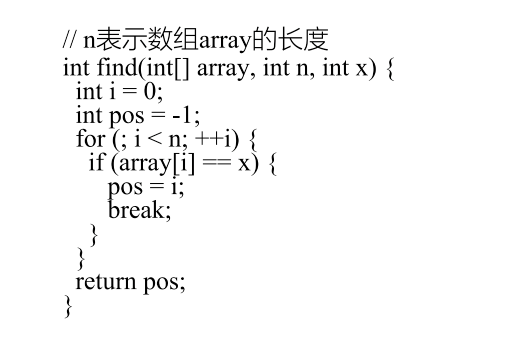 // n表示数组array的长度
int find(int[] array, int n, int x) {
  int i = 0;
  int pos = -1;
  for (; i < n; ++i) {
    if (array[i] == x) {
      pos = i;
      break;
    }
  }
  return pos;
}